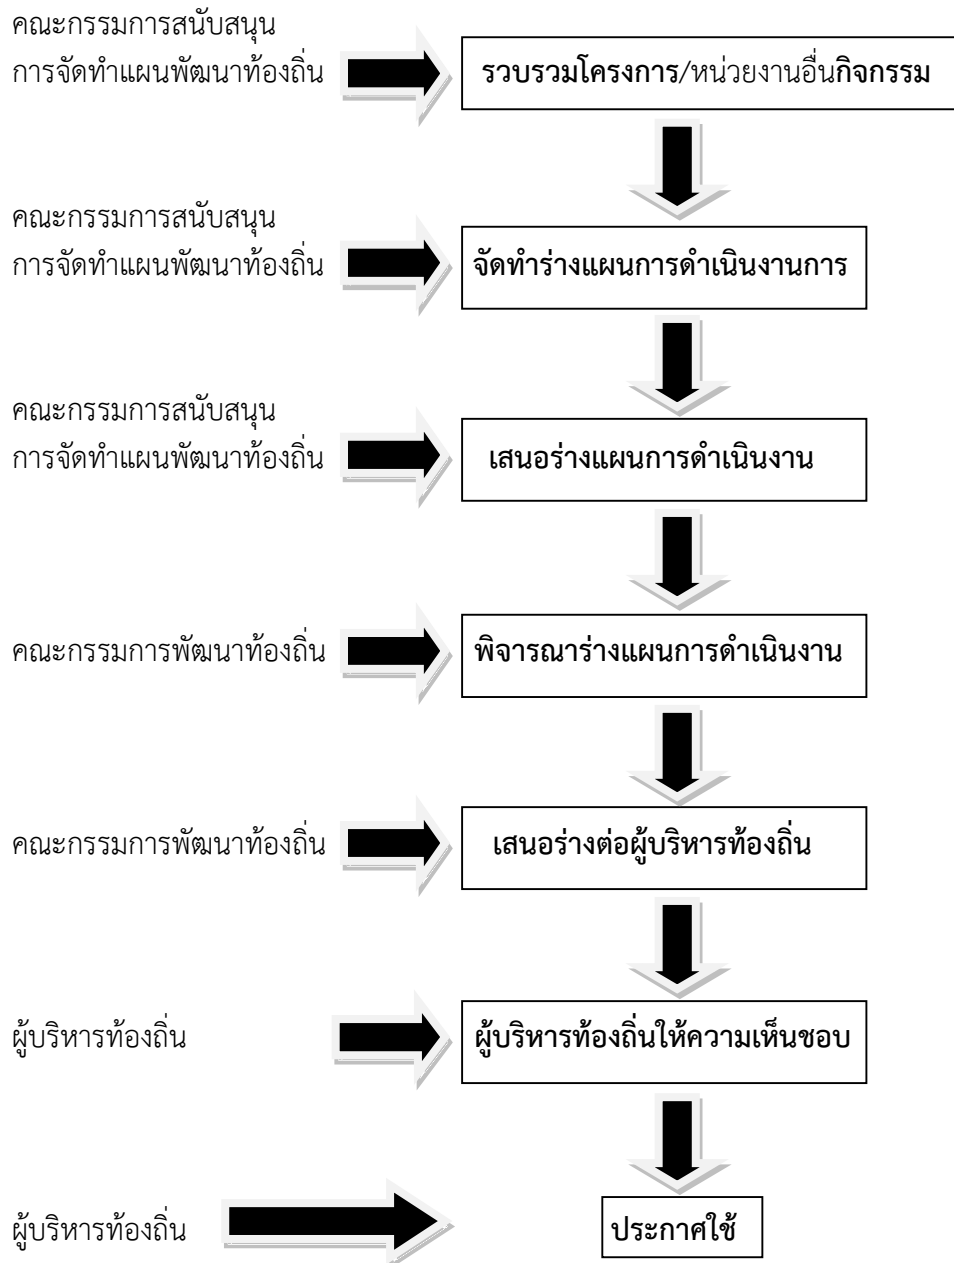 คณะกรรมการสนับสนุน
การจัดทำแผนพัฒนาท้องถิ่น
รวบรวมโครงการ/หน่วยงานอื่นกิจกรรม
คณะกรรมการสนับสนุน
การจัดทำแผนพัฒนาท้องถิ่น
จัดทำร่างแผนการดำเนินงานการ
คณะกรรมการสนับสนุน
การจัดทำแผนพัฒนาท้องถิ่น
เสนอร่างแผนการดำเนินงาน
คณะกรรมการพัฒนาท้องถิ่น
พิจารณาร่างแผนการดำเนินงาน
คณะกรรมการพัฒนาท้องถิ่น
เสนอร่างต่อผู้บริหารท้องถิ่น
ผู้บริหารท้องถิ่น
ผู้บริหารท้องถิ่นให้ความเห็นชอบ
ผู้บริหารท้องถิ่น
ประกาศใช้